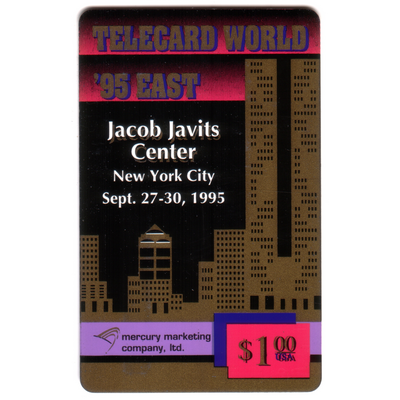 TELECARD WORLD
'95 EAST
Jacob Javits
Center
New York City
Sept. 27-30, 1995
mercury marketing
company, ltd.
$1.00